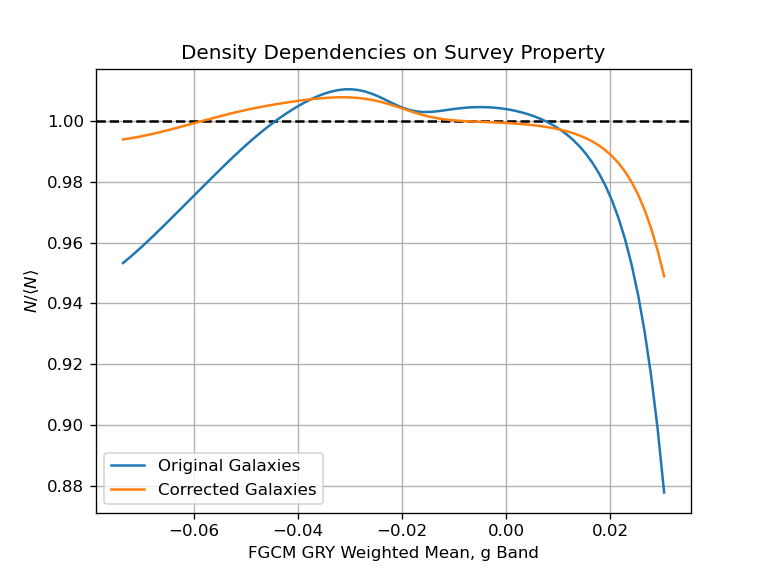 Density Dependencies on Survey Property
N/⟨N⟩
1.00
0.98
0.96
0.94
0.92
0.90
0.88
Original Galaxies
Corrected Galaxies
−0.06 −0.04 −0.02 0.00 0.02
FGCM GRY Weighted Mean, g Band